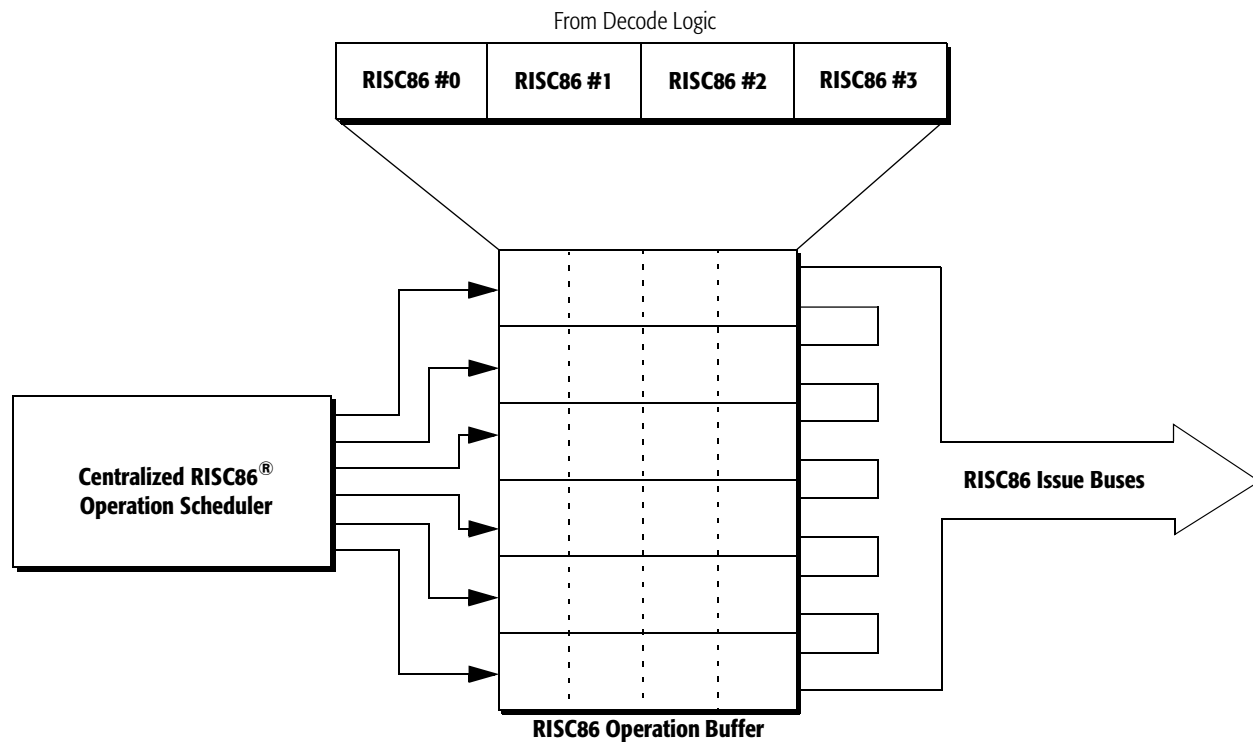 From Decode Logic
RISC86 #0
RISC86 #1
RISC86 #2
RISC86 #3
Centralized RISC86®
Operation Scheduler
RISC86 Issue Buses
RISC86 Operation Buffer